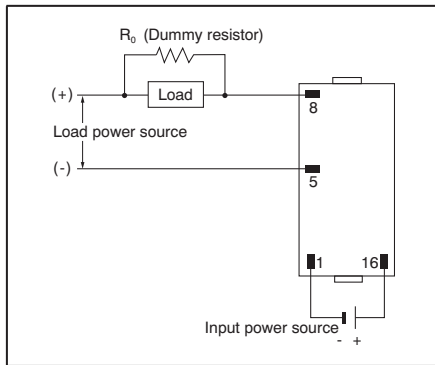 R₀ (Dummy resistor)
(+)
Load
8
Load power source
(-)
5
1
16
Input power source
- +